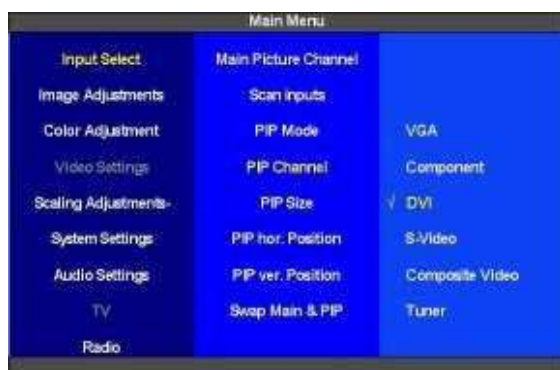 Main Menu
Input Select
Image Adjustments
Color Adjustment
Video Settings
Scaling Adjustments-
System Settings
Audio Settings
TV
Radio
Main Picture Channel
Scan Inputs
PIP Mode
PIP Channel
PIP Size
PIP hor. Position
PIP ver. Position
Swap Main & PIP
VGA
Component
√ DVI
S-Video
Composite Video
Tuner